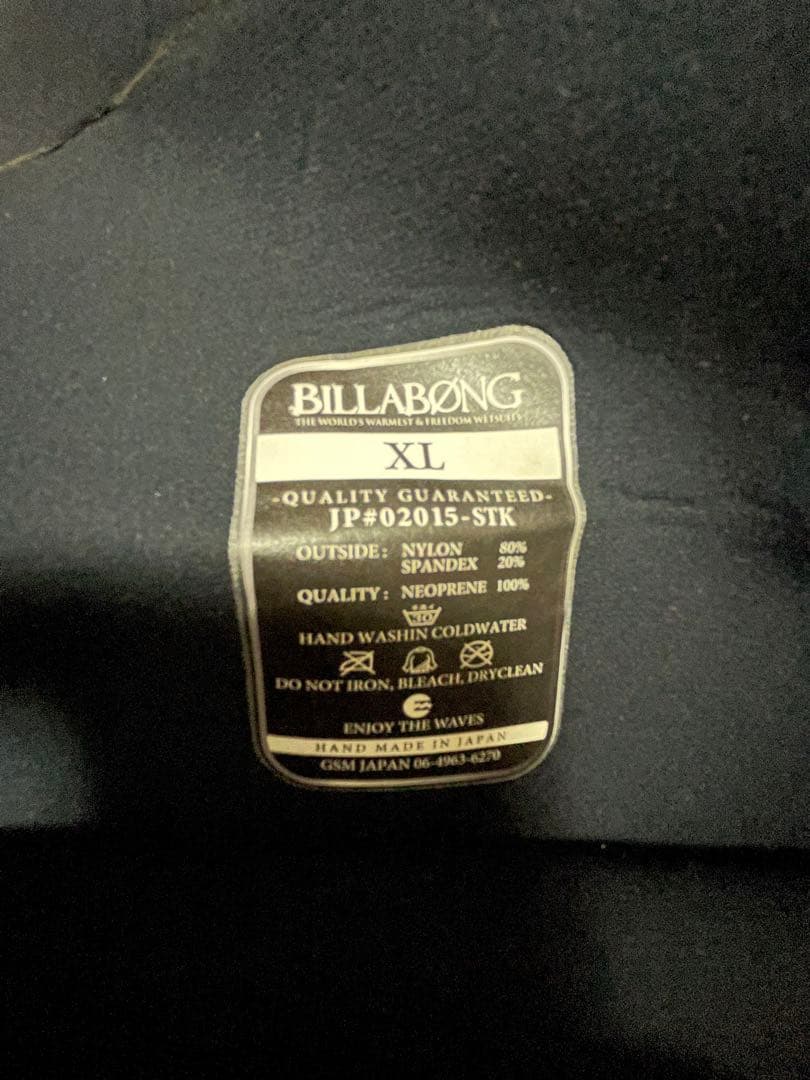 BILLABØNG
THE WORLD'S WARMEST & FREEDOM WETSUITS
XL
-QUALITY GUARANTEED-
JP#02015-STK
OUTSIDE: NYLON 80%
SPANDEX 20%
QUALITY: NEOPRENE 100%
30
HAND WASHIN COLDWATER
DO NOT IRON, BLEACH, DRYCLEAN
ENJOY THE WAVES
HAND MADE IN JAPAN
GSM JAPAN 06-4963-6270